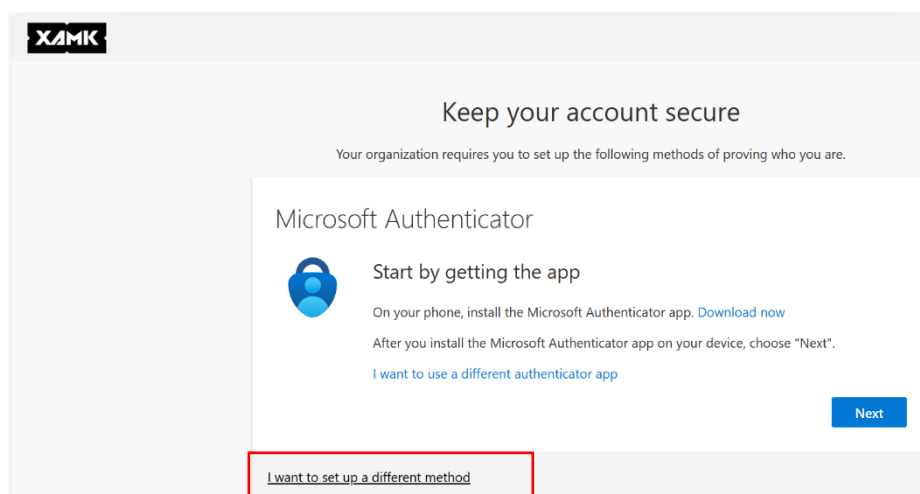 XAMK
Keep your account secure
Your organization requires you to set up the following methods of proving who you are.
Microsoft Authenticator
Start by getting the app
On your phone, install the Microsoft Authenticator app. Download now
After you install the Microsoft Authenticator app on your device, choose "Next".
I want to use a different authenticator app
Next
I want to set up a different method